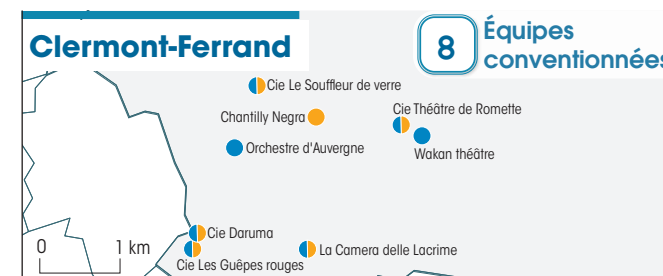 Clermont-Ferrand
8
Équipes
conventionnées
Cie Le Souffleur de verre
Chantilly Negra
Cie Théâtre de Romette
Orchestre d'Auvergne
Wakan théâtre
Cie Daruma
0 1 km
La Camera delle Lacrime
Cie Les Guêpes rouges